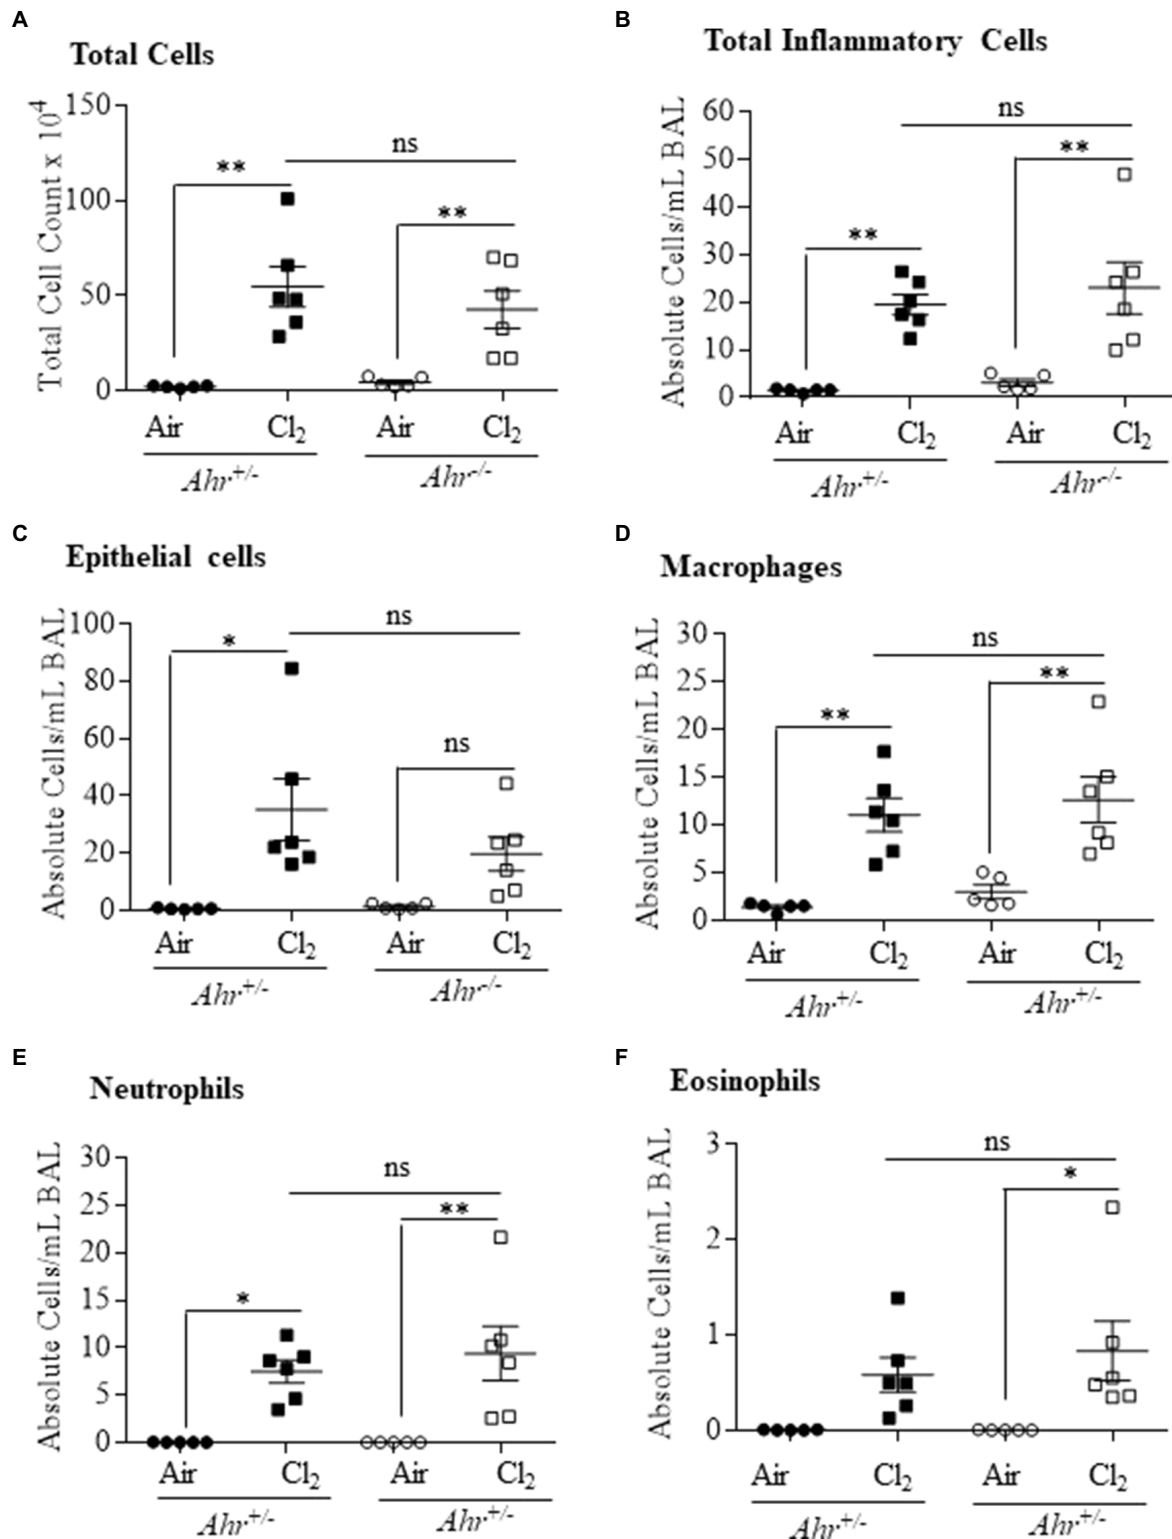 A
Total Cells
Total Cell Count x 10⁴
150
100
50
0
**
ns
**
Air Cl₂ Air Cl₂
Ahr⁺/⁻ Ahr⁻/⁻
B
Total Inflammatory Cells
Absolute Cells/mL BAL
60
50
40
30
20
10
0
ns
**
**
Air Cl₂ Air Cl₂
Ahr⁺/⁻ Ahr⁻/⁻
C
Epithelial cells
Absolute Cells/mL BAL
100
80
60
40
20
0
ns
*
ns
Air Cl₂ Air Cl₂
Ahr⁺/⁻ Ahr⁻/⁻
D
Macrophages
Absolute Cells/mL BAL
30
25
20
15
10
5
0
ns
**
**
Air Cl₂ Air Cl₂
Ahr⁺/⁻ Ahr⁺/⁻
E
Neutrophils
Absolute Cells/mL BAL
30
25
20
15
10
5
0
ns
**
*
Air Cl₂ Air Cl₂
Ahr⁺/⁻ Ahr⁺/⁻
F
Eosinophils
Absolute Cells/mL BAL
3
2
1
0
ns
*
Air Cl₂ Air Cl₂
Ahr⁺/⁻ Ahr⁺/⁻